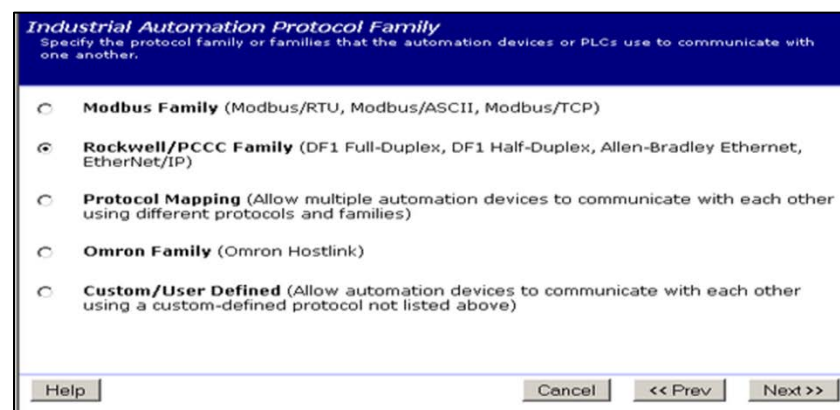 Industrial Automation Protocol Family
Specify the protocol family or families that the automation devices or PLCs use to communicate with
one another.
Modbus Family (Modbus/RTU, Modbus/ASCII, Modbus/TCP)
Rockwell/PCCC Family (DF1 Full-Duplex, DF1 Half-Duplex, Allen-Bradley Ethernet,
EtherNet/IP)
Protocol Mapping (Allow multiple automation devices to communicate with each other
using different protocols and families)
Omron Family (Omron Hostlink)
Custom/User Defined (Allow automation devices to communicate with each other
using a custom-defined protocol not listed above)
Help Cancel << Prev Next >>